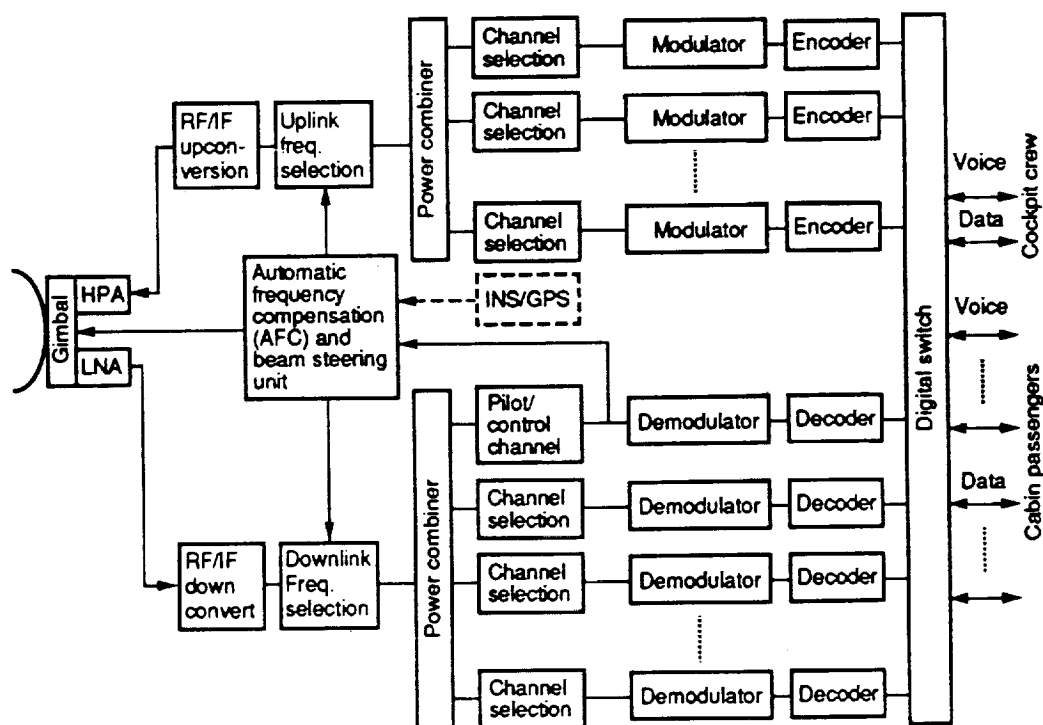 Channel
selection
Modulator
Encoder
Channel
selection
Modulator
Encoder
Channel
selection
Modulator
Encoder
Power combiner
RF/IF
upcon-
version
Uplink
freq.
selection
Voice
Data
Cockpit crew
Gimbal
HPA
LNA
Automatic
frequency
compensation
(AFC) and
beam steering
unit
INS/GPS
Digital switch
Voice
Data
Cabin passengers
Pilot/
control
channel
Demodulator
Decoder
Channel
selection
Demodulator
Decoder
Channel
selection
Demodulator
Decoder
Channel
selection
Demodulator
Decoder
Power combiner
RF/IF
down
convert
Downlink
Freq.
selection